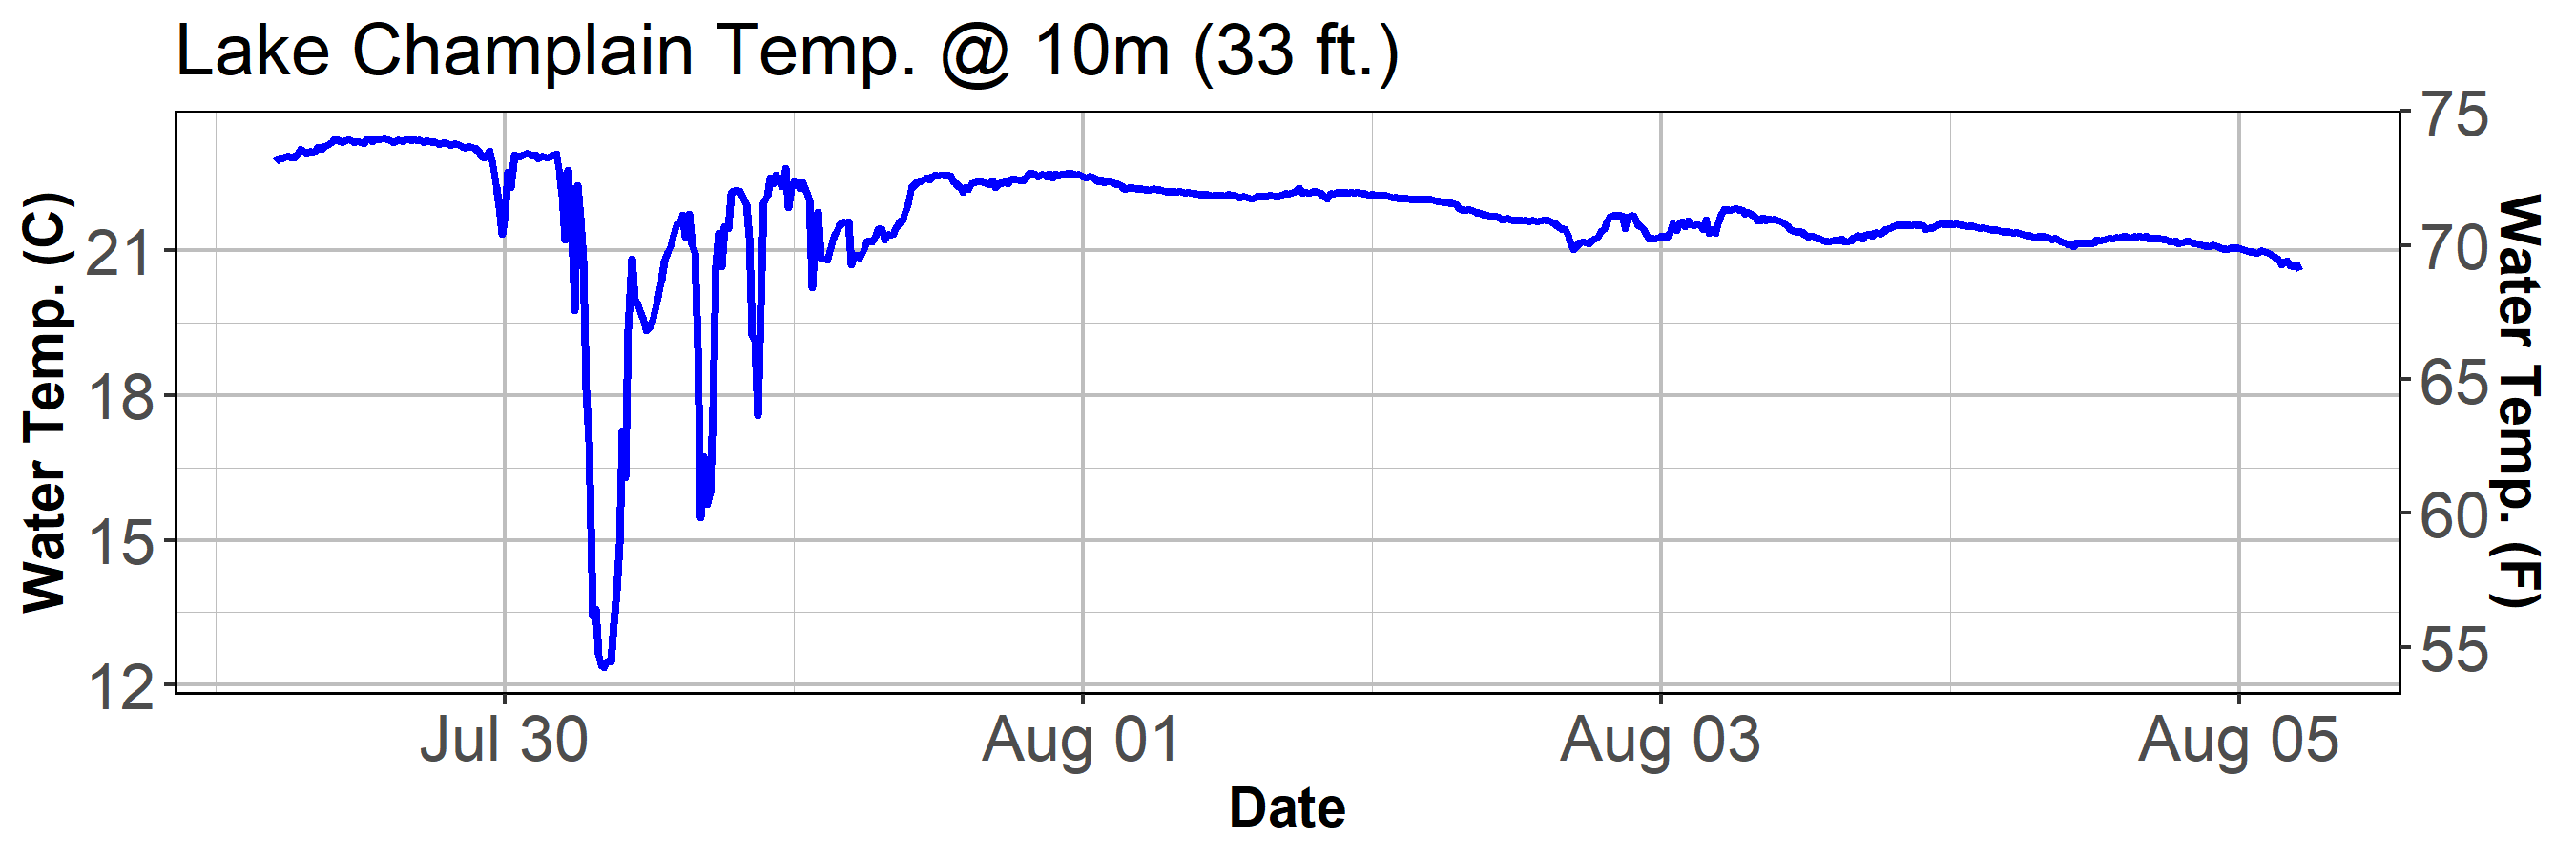 Lake Champlain Temp. @ 10m (33 ft.)
Water Temp. (C)
21
18
15
12
75
70
65
60
55
Water Temp. (F)
Jul 30
Aug 01
Aug 03
Aug 05
Date